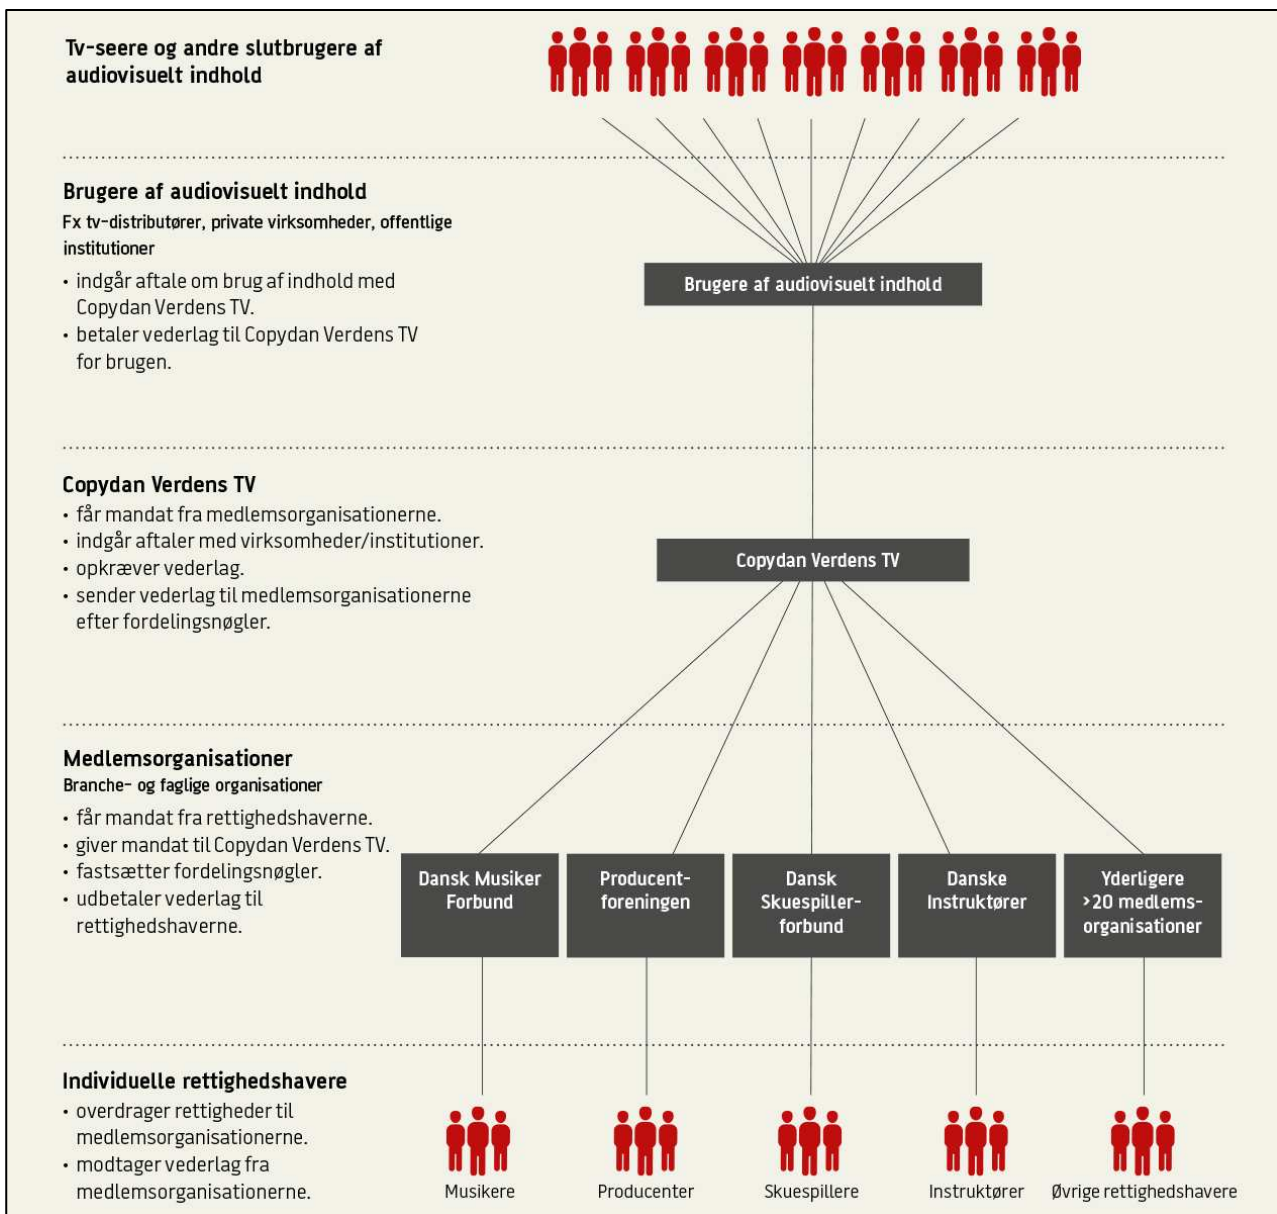 Tv-seere og andre slutbrugere af
audiovisuelt indhold
Brugere af audiovisuelt indhold
Fx tv-distributører, private virksomheder, offentlige
institutioner
• indgår aftale om brug af indhold med
Copydan Verdens TV.
• betaler vederlag til Copydan Verdens TV
for brugen.
Brugere af audiovisuelt indhold
Copydan Verdens TV
• får mandat fra medlemsorganisationerne.
• indgår aftaler med virksomheder/institutioner.
• opkræver vederlag.
• sender vederlag til medlemsorganisationerne
efter fordelingsnøgler.
Copydan Verdens TV
Medlemsorganisationer
Branche- og faglige organisationer
• får mandat fra rettighedshaverne.
• giver mandat til Copydan Verdens TV.
• fastsætter fordelingsnøgler.
• udbetaler vederlag til
rettighedshaverne.
Dansk Musiker
Forbund
Producent-
foreningen
Dansk
Skuespiller-
forbund
Danske
Instruktører
Yderligere
>20 medlems-
organisationer
Individuelle rettighedshavere
• overdrager rettigheder til
medlemsorganisationerne.
• modtager vederlag fra
medlemsorganisationerne.
Musikere
Producenter
Skuespillere
Instruktører
Øvrige rettighedshavere